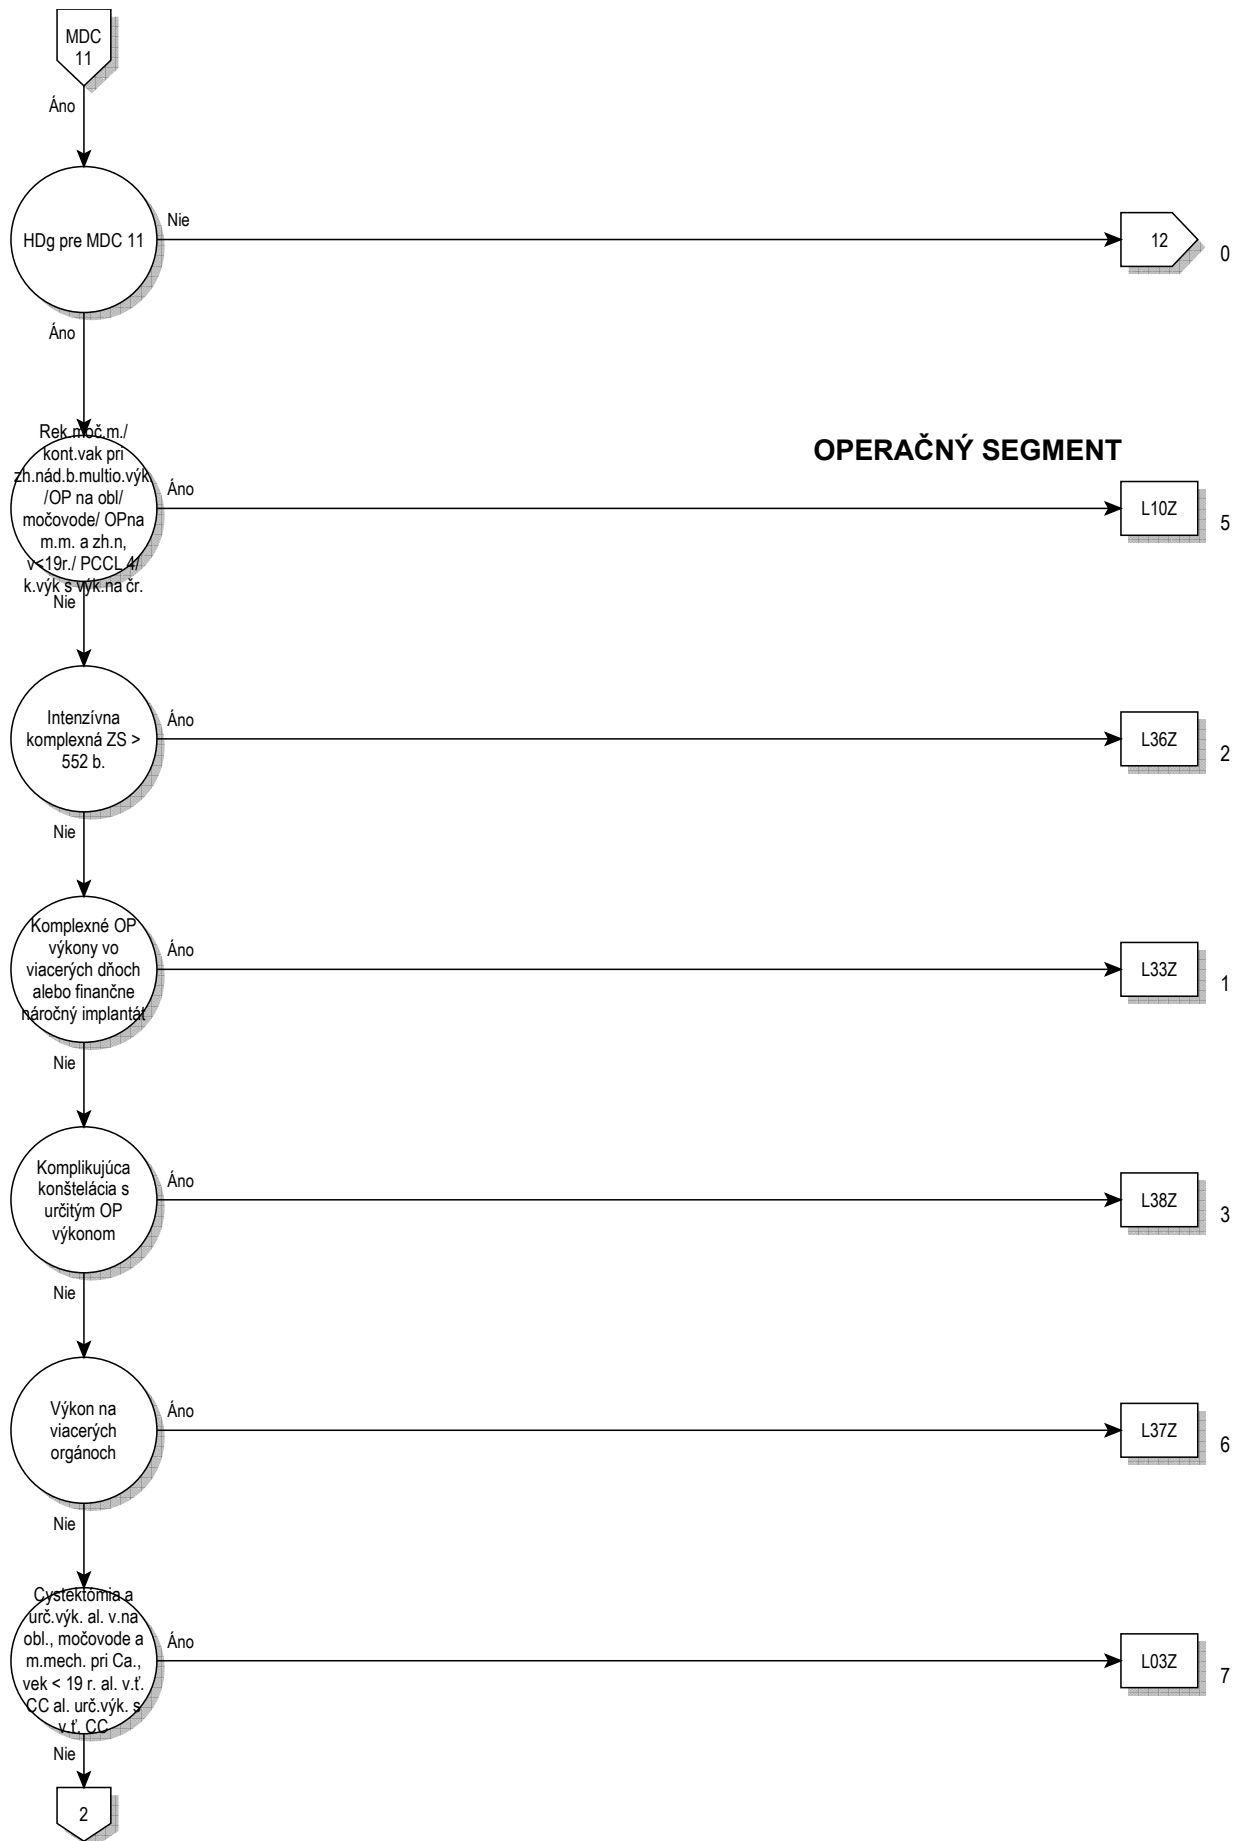 MDC
11
Áno
HDg pre MDC 11
Nie
12
0
Áno
OPERAČNÝ SEGMENT
Rek.moč.m./
kont.vak pri
zh.nád.b.multio.výk
/OP na obl/
močovode/ OPna
m.m. a zh.n,
v<19r./ PCCL 4/
k.výk s výk.na čr.
Áno
L10Z
5
Nie
Intenzívna
komplexná ZS >
552 b.
Áno
L36Z
2
Nie
Komplexné OP
výkony vo
viacerých dňoch
alebo finančne
náročný implantát
Áno
L33Z
1
Nie
Komplikujúca
konštelácia s
určitým OP
výkonom
Áno
L38Z
3
Nie
Výkon na
viacerých
orgánoch
Áno
L37Z
6
Nie
Cystektómia a
urč.výk. al. v.na
obl., močovode a
m.mech. pri Ca.,
vek < 19 r. al. v.ť.
CC al. urč.výk. s
v.ť. CC
Áno
L03Z
7
Nie
2